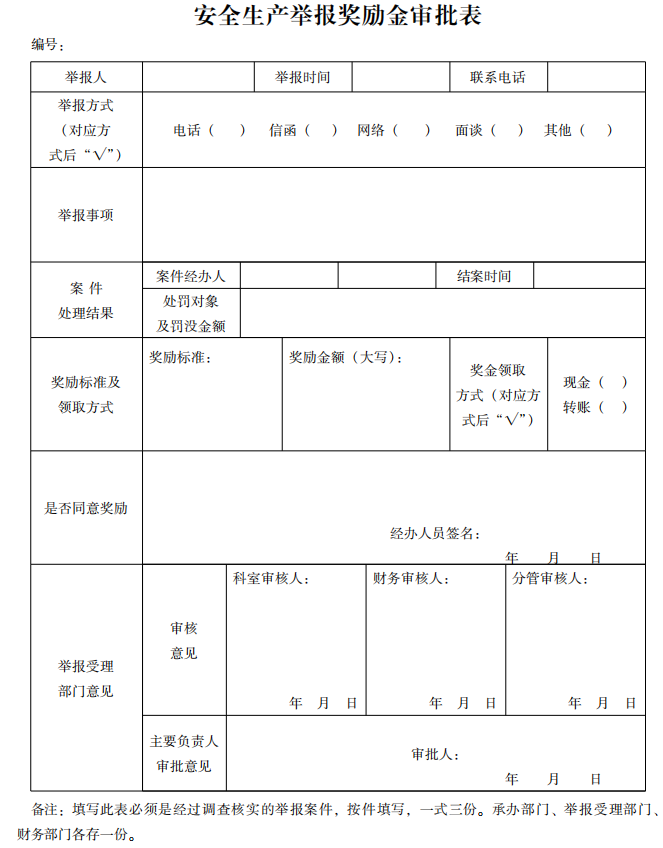 安全生产举报奖励金审批表
编号：
举报人 举报时间 联系电话
举报方式
（对应方
式后“√”）
电话（ ） 信函（ ） 网络（ ） 面谈（ ） 其他（ ）
举报事项
案 件
处理结果
案件经办人 结案时间
处罚对象
及罚没金额
奖励标准及
领取方式
奖励标准：
奖励金额（大写）：
奖金领取
方式（对应方
式后“√”）
现金（ ）
转账（ ）
是否同意奖励
经办人员签名：
年 月 日
举报受理
部门意见
审核
意见
科室审核人：
年 月 日
财务审核人：
年 月 日
分管审核人：
年 月 日
主要负责人
审批意见
审批人：
年 月 日
备注：填写此表必须是经过调查核实的举报案件，按件填写，一式三份。承办部门、举报受理部门、
财务部门各存一份。